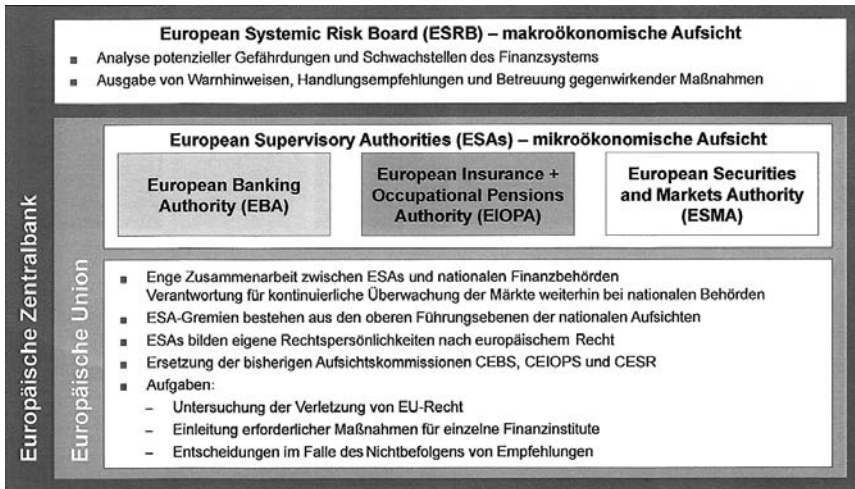 European Systemic Risk Board (ESRB) – makroökonomische Aufsicht
Analyse potenzieller Gefährdungen und Schwachstellen des Finanzsystems
Ausgabe von Warnhinweisen, Handlungsempfehlungen und Betreuung gegenwirkender Maßnahmen
European Supervisory Authorities (ESAs) – mikroökonomische Aufsicht
European Banking
Authority (EBA)
European Insurance +
Occupational Pensions
Authority (EIOPA)
European Securities
and Markets Authority
(ESMA)
Enge Zusammenarbeit zwischen ESAs und nationalen Finanzbehörden
Verantwortung für kontinuierliche Überwachung der Märkte weiterhin bei nationalen Behörden
ESA-Gremien bestehen aus den oberen Führungsebenen der nationalen Aufsichten
ESAs bilden eigene Rechtspersönlichkeiten nach europäischem Recht
Ersetzung der bisherigen Aufsichtskommissionen CEBS, CEIOPS und CESR
Aufgaben:
– Untersuchung der Verletzung von EU-Recht
– Einleitung erforderlicher Maßnahmen für einzelne Finanzinstitute
– Entscheidungen im Falle des Nichtbefolgens von Empfehlungen
Europäische Zentralbank
Europäische Union